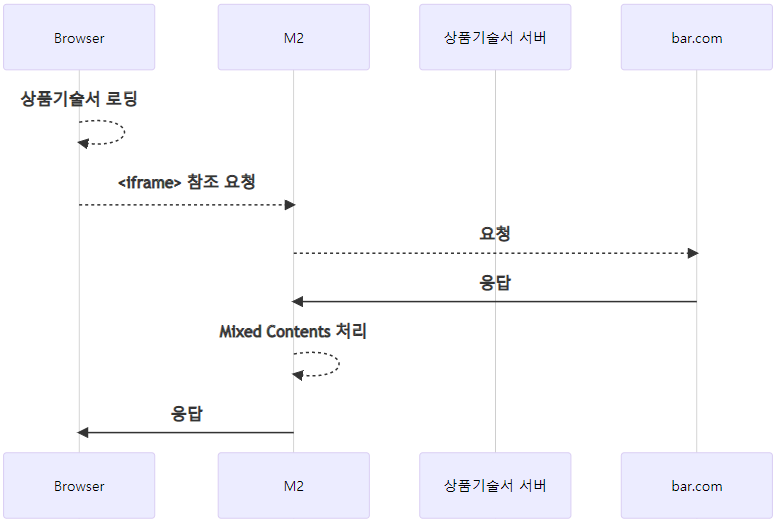 Browser
M2
상품기술서 서버
bar.com
상품기술서 로딩
<iframe> 참조 요청
요청
응답
Mixed Contents 처리
응답
Browser
M2
상품기술서 서버
bar.com